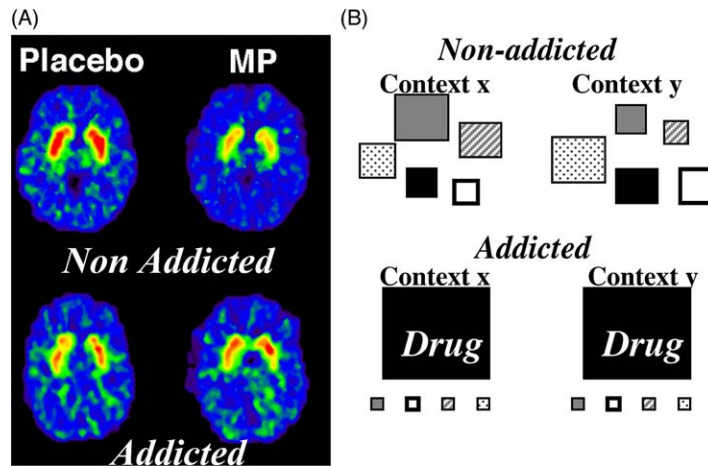 (A)
Placebo MP
Non Addicted
Addicted
(B)
Non-addicted
Context x Context y
Addicted
Context x Context y
Drug Drug